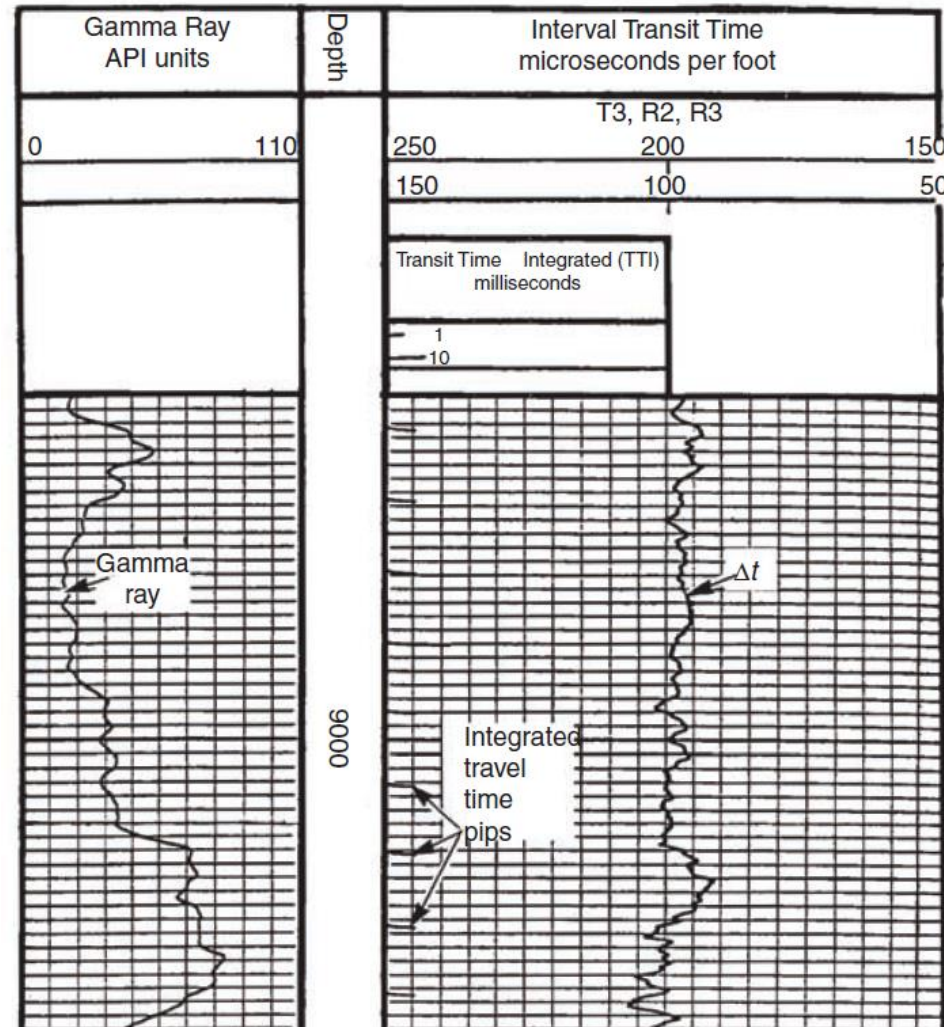 Gamma Ray
API units
Depth
Interval Transit Time
microseconds per foot
T3, R2, R3
0 110
250 200 150
150 100 50
Transit Time Integrated (TTI)
milliseconds
1
10
Gamma
ray
Δt
9000
Integrated
travel
time
pips